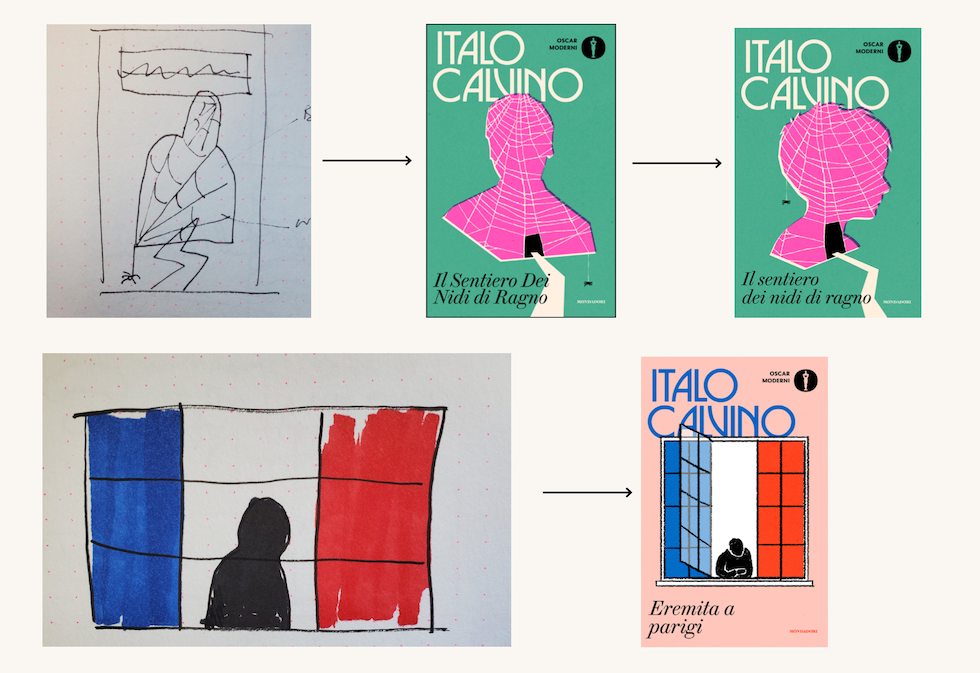 ITALO
CALVINO
OSCAR
MODERNI
Il Sentiero Dei
Nidi di Ragno
MONDADORI
ITALO
CALVINO
OSCAR
MODERNI
Il sentiero
dei nidi di ragno
MONDADORI
ITALO
CALVINO
OSCAR
MODERNI
Eremita a
parigi
MONDADORI